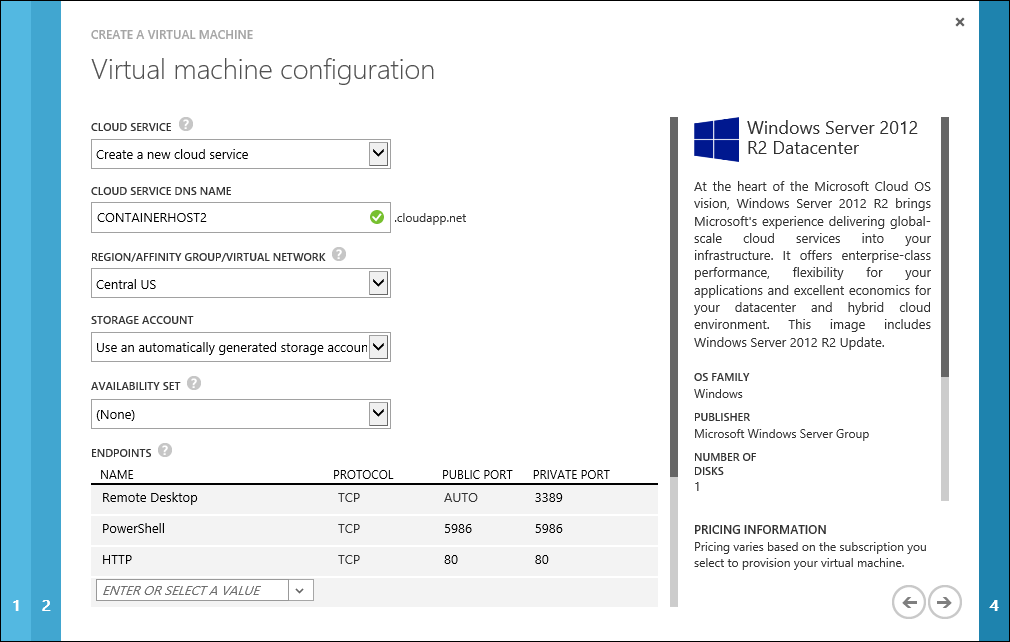 CREATE A VIRTUAL MACHINE
Virtual machine configuration
CLOUD SERVICE ?
Create a new cloud service
CLOUD SERVICE DNS NAME
CONTAINERHOST2 .cloudapp.net
REGION/AFFINITY GROUP/VIRTUAL NETWORK ?
Central US
STORAGE ACCOUNT
Use an automatically generated storage accoun
AVAILABILITY SET ?
(None)
ENDPOINTS ?
NAME PROTOCOL PUBLIC PORT PRIVATE PORT
Remote Desktop TCP AUTO 3389
PowerShell TCP 5986 5986
HTTP TCP 80 80
ENTER OR SELECT A VALUE
Windows Server 2012
R2 Datacenter
At the heart of the Microsoft Cloud OS
vision, Windows Server 2012 R2 brings
Microsoft's experience delivering global-
scale cloud services into your
infrastructure. It offers enterprise-class
performance, flexibility for your
applications and excellent economics for
your datacenter and hybrid cloud
environment. This image includes
Windows Server 2012 R2 Update.
OS FAMILY
Windows
PUBLISHER
Microsoft Windows Server Group
NUMBER OF
DISKS
1
PRICING INFORMATION
Pricing varies based on the subscription you
select to provision your virtual machine.
1 2 4